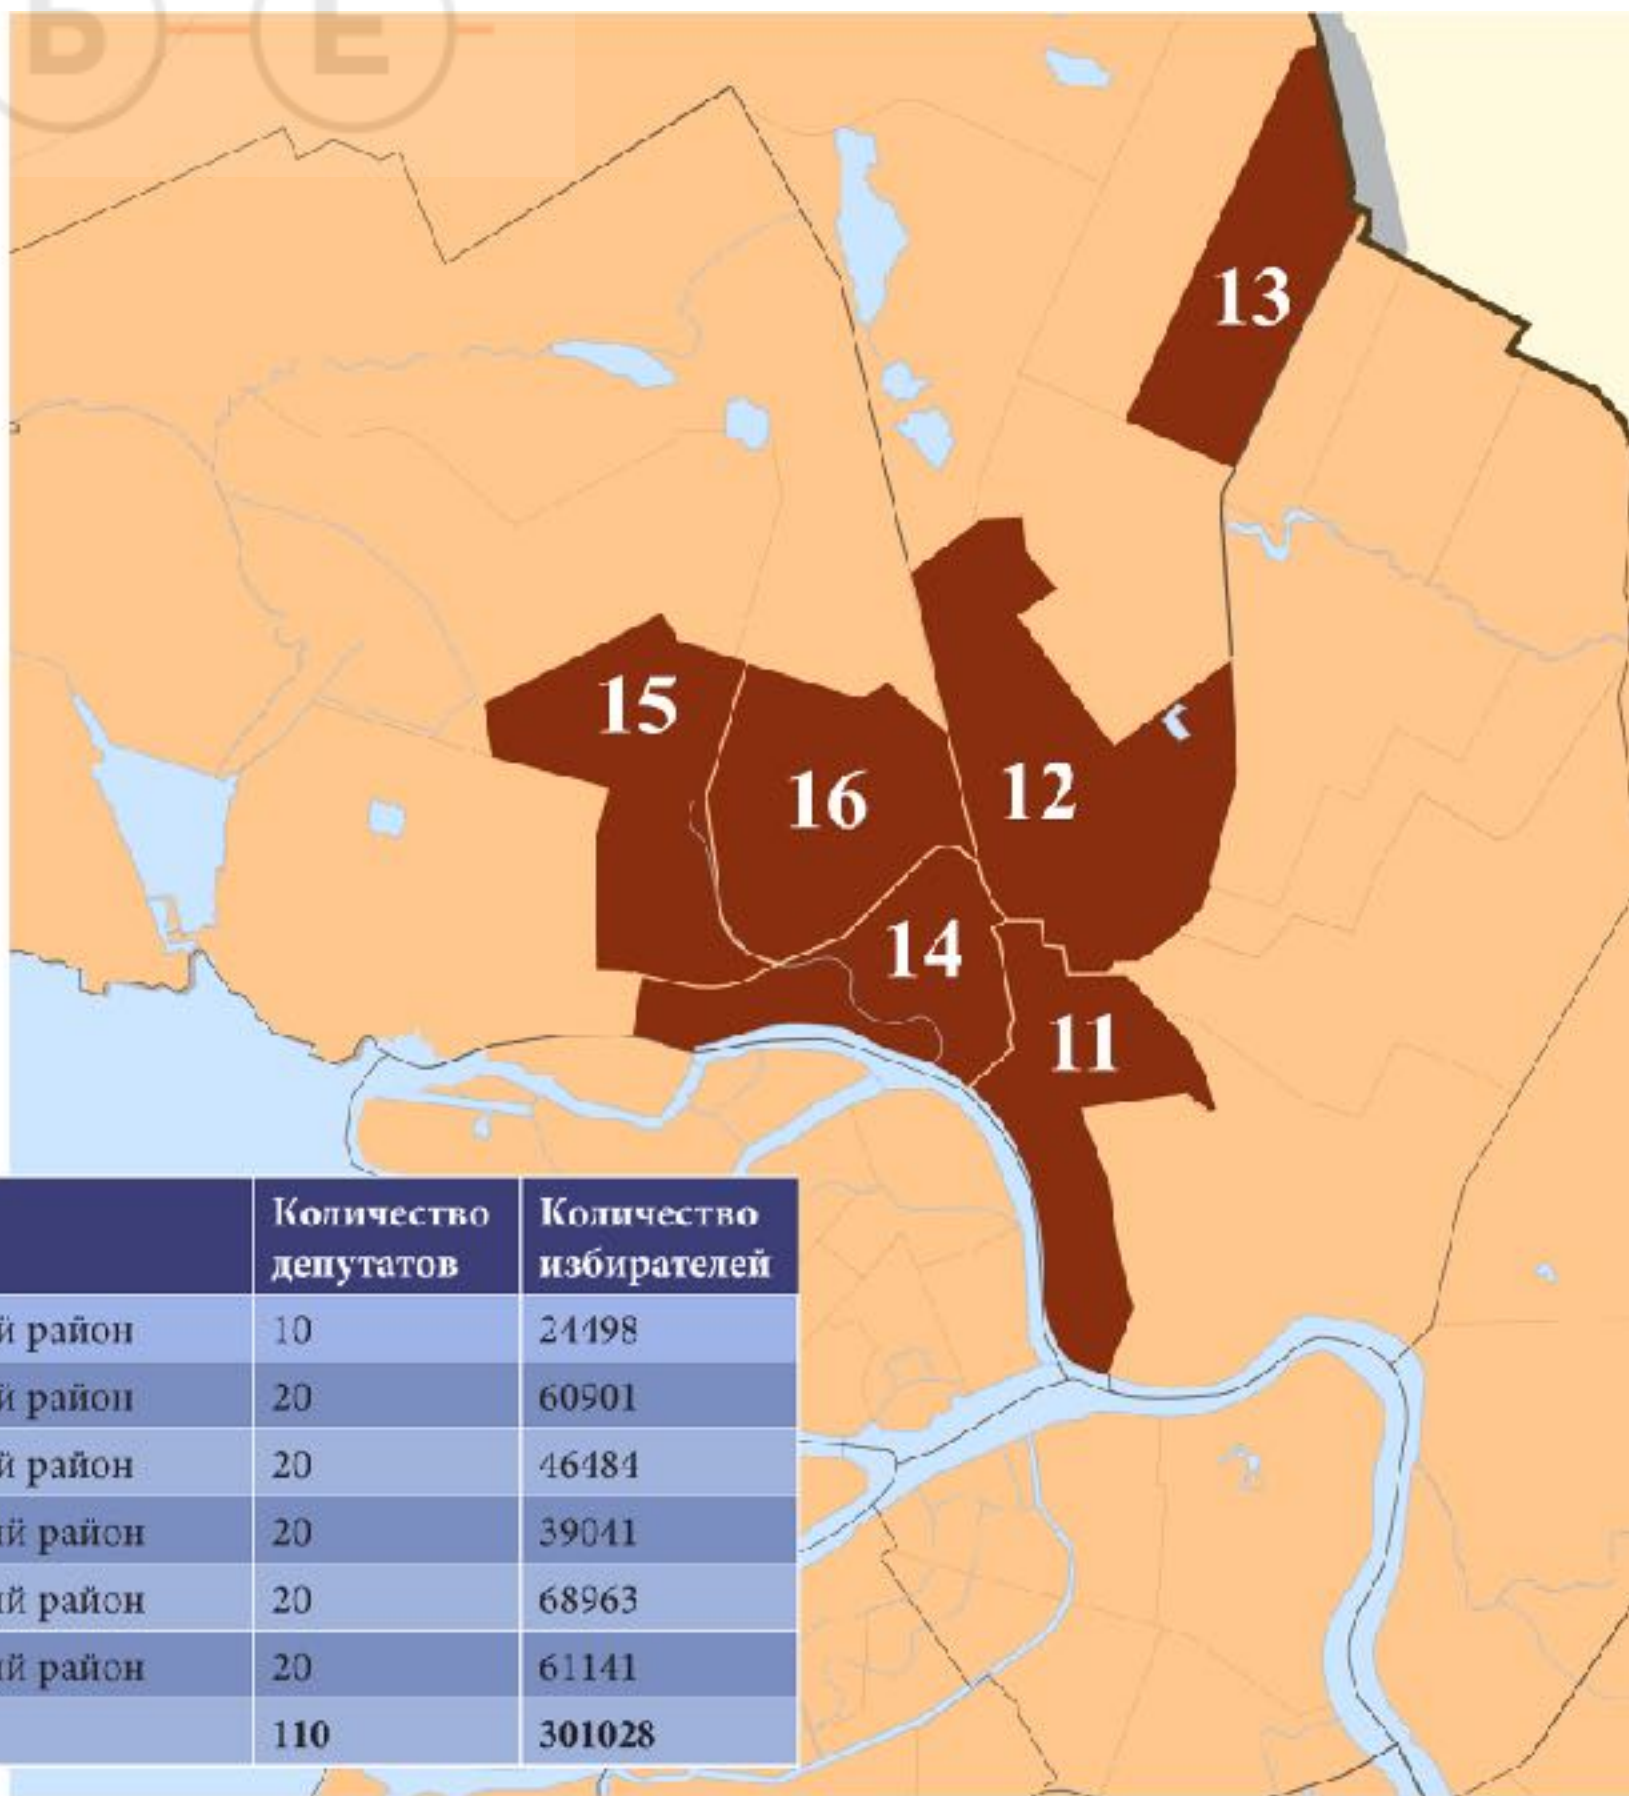 Б Е
13
15
16
12
14
11
Количество депутатов
Количество избирателей
й район 10 24498
й район 20 60901
й район 20 46484
й район 20 39041
й район 20 68963
й район 20 61141
110 301028